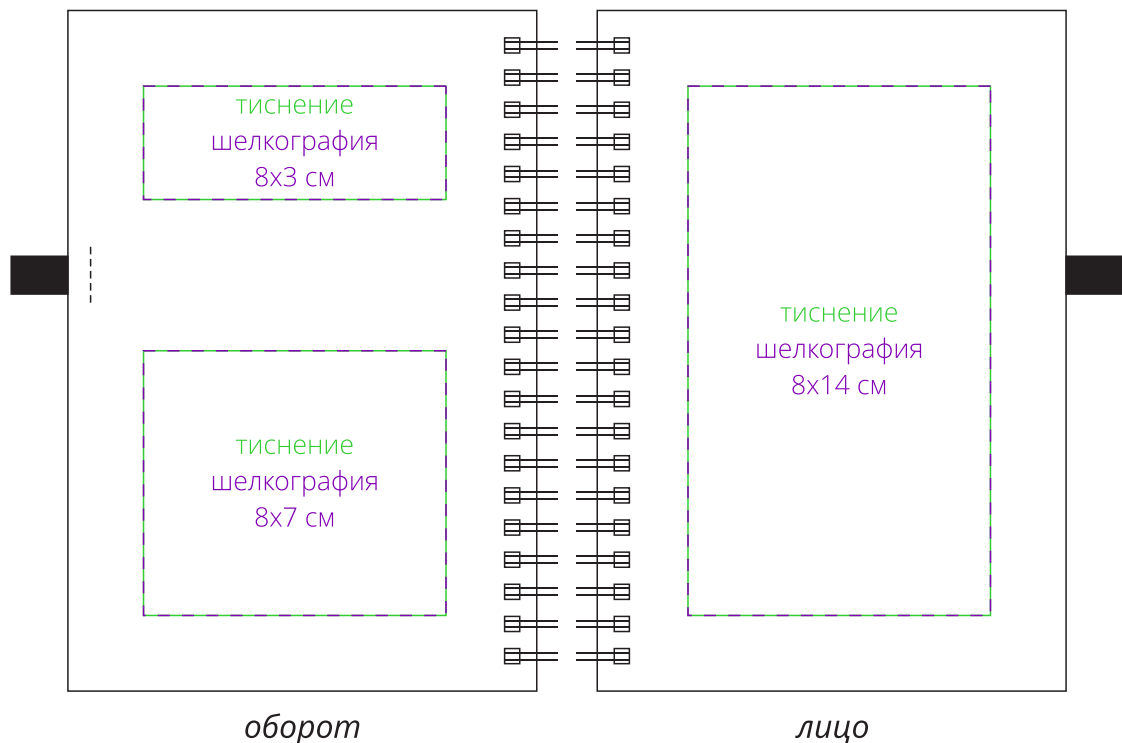 тиснение
шелкография
8х3 см
тиснение
шелкография
8х7 см
оборот
тиснение
шелкография
8х14 см
лицо